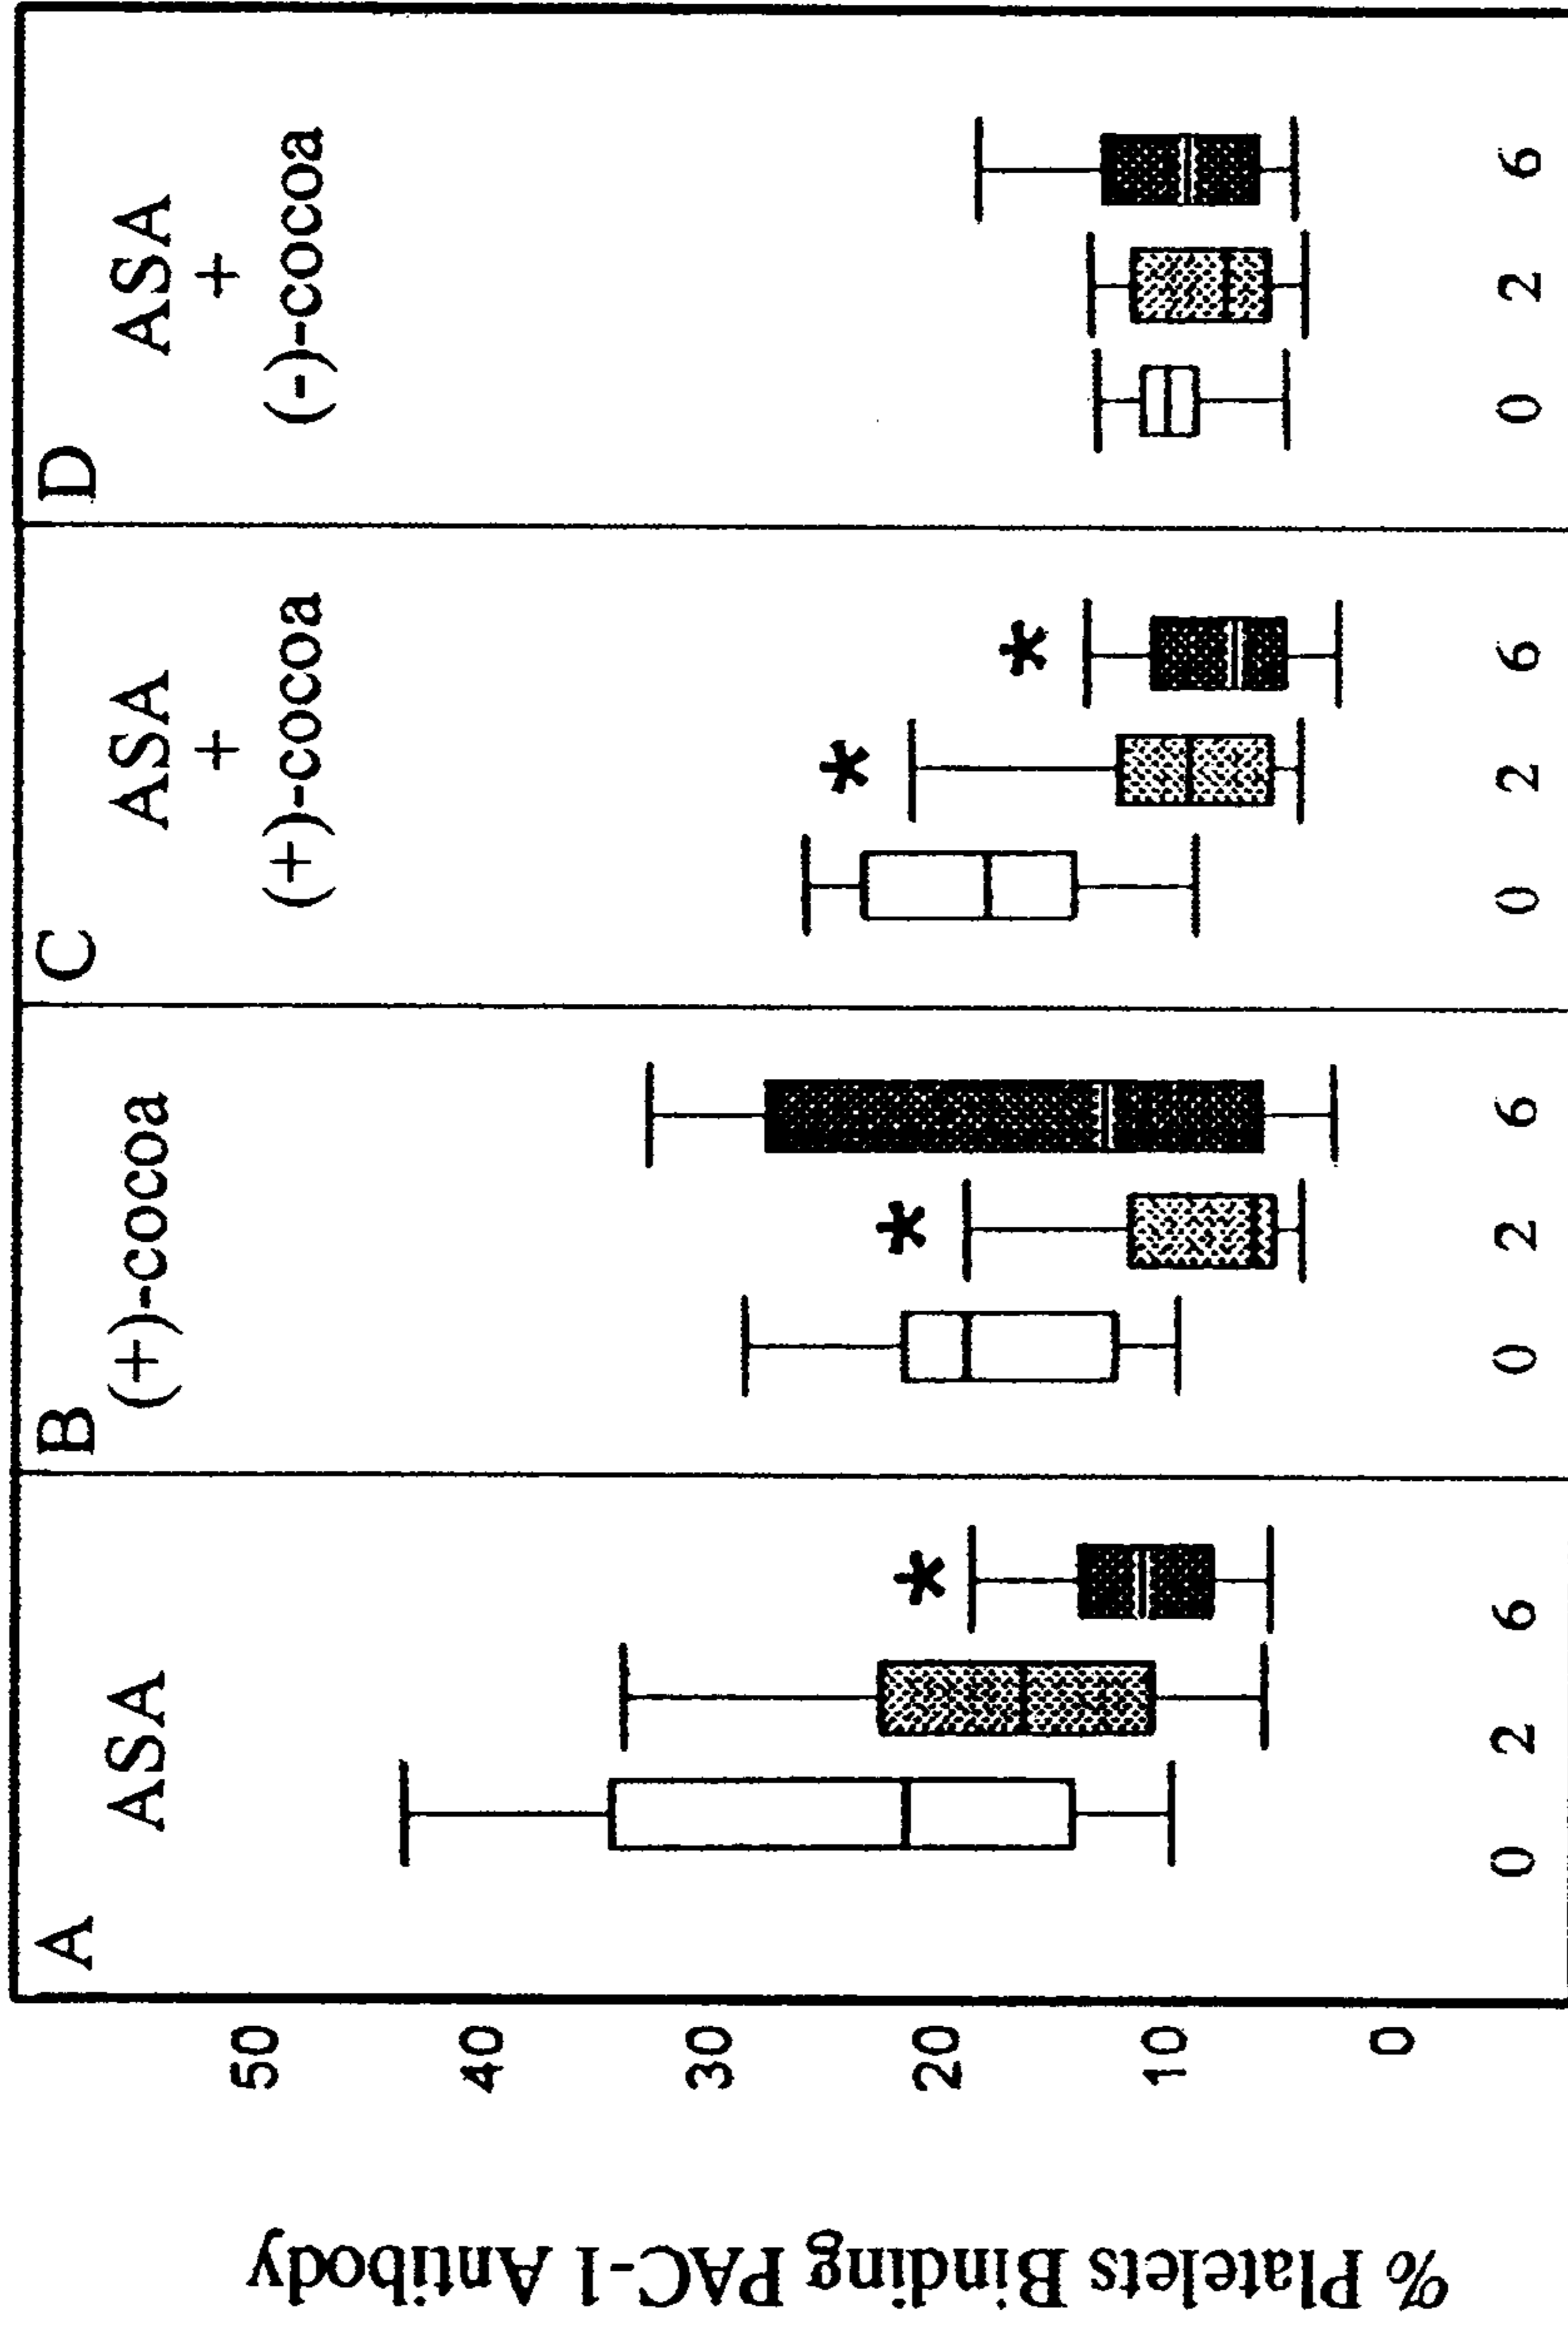 % Platelets Binding PAC-1 Antibody
50
40
30
20
10
0
A
ASA
*
0 2 6
B
(+)-cocoa
*
0 2 6
C
ASA
+
(+)-cocoa
* *
0 2 6
D
ASA
+
(-)-cocoa
0 2 6